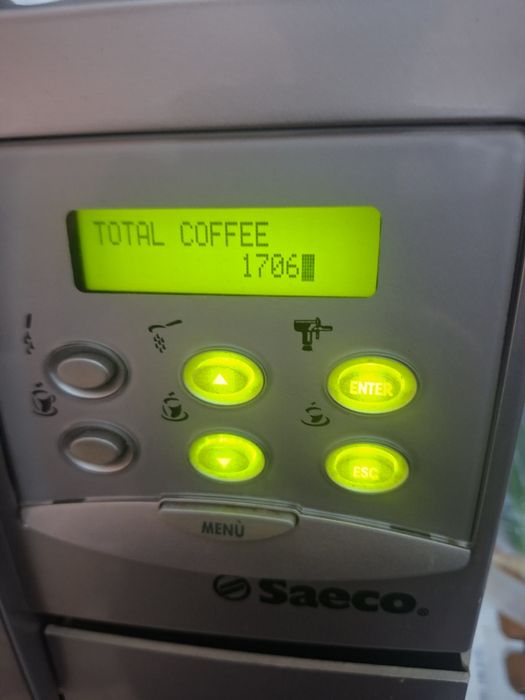 TOTAL COFFEE
1706
ENTER
ESC
MENÙ
Saeco®